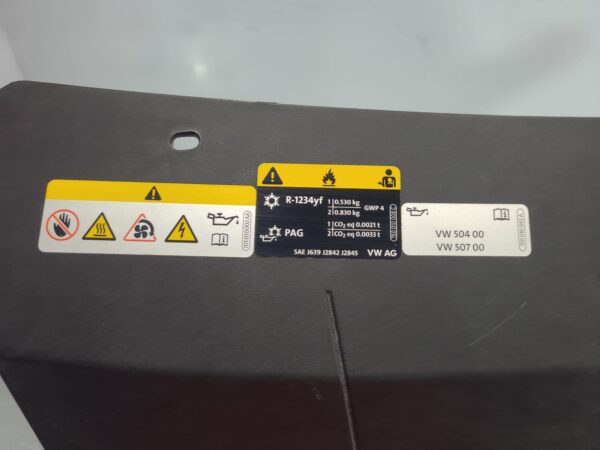 R-1234yf 1 0.530 kg GWP 4
2 0.830 kg
PAG 1 CO₂ eq 0.0021 t
2 CO₂ eq 0.0033 t
SAE J639 J2842 J2845 VW AG
VW 504 00
VW 507 00